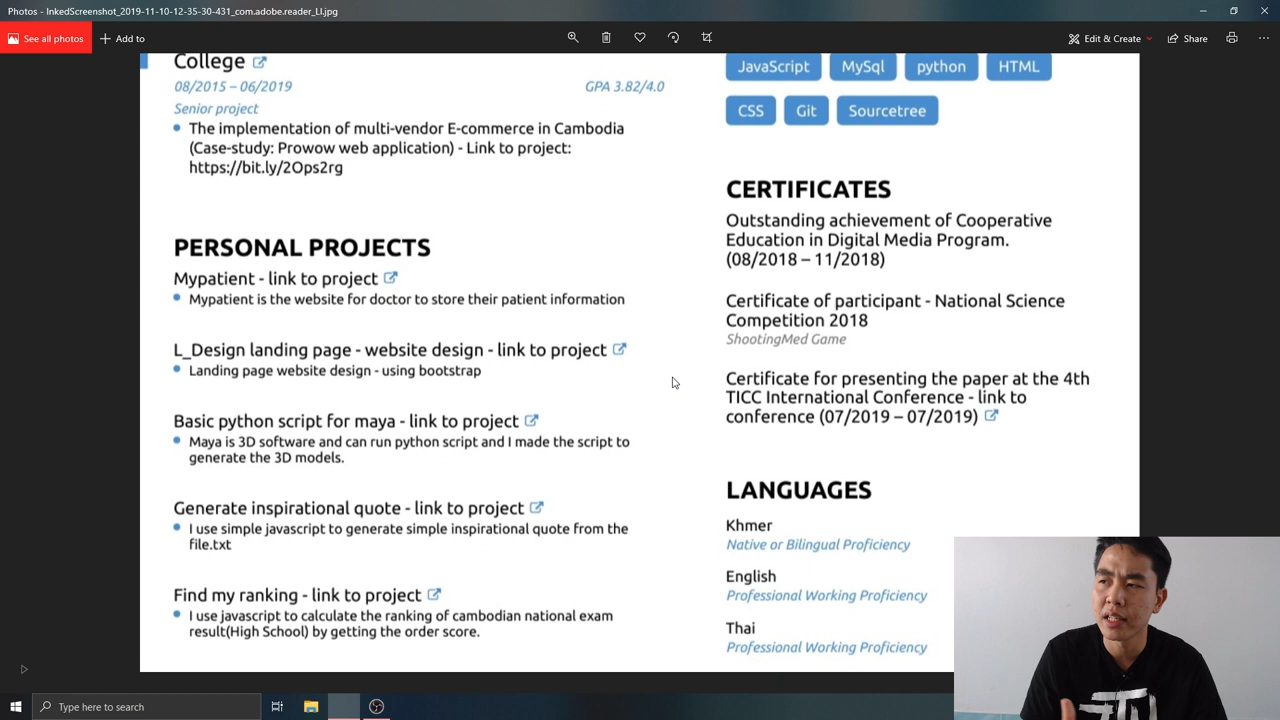 Photos - InkedScreenshot_2019-11-10-12-35-30-431_com.adobe.reader_LI.jpg
See all photos
Add to
Edit & Create
Share
College
08/2015 – 06/2019
GPA 3.82/4.0
Senior project
The implementation of multi-vendor E-commerce in Cambodia
(Case-study: Prowow web application) - Link to project:
https://bit.ly/2Ops2rg
PERSONAL PROJECTS
Mypatient - link to project
Mypatient is the website for doctor to store their patient information
L_Design landing page - website design - link to project
Landing page website design - using bootstrap
Basic python script for maya - link to project
Maya is 3D software and can run python script and I made the script to
generate the 3D models.
Generate inspirational quote - link to project
I use simple javascript to generate simple inspirational quote from the
file.txt
Find my ranking - link to project
I use javascript to calculate the ranking of cambodian national exam
result(High School) by getting the order score.
JavaScript
MySql
python
HTML
CSS
Git
Sourcetree
CERTIFICATES
Outstanding achievement of Cooperative
Education in Digital Media Program.
(08/2018 – 11/2018)
Certificate of participant - National Science
Competition 2018
ShootingMed Game
Certificate for presenting the paper at the 4th
TICC International Conference - link to
conference (07/2019 – 07/2019)
LANGUAGES
Khmer
Native or Bilingual Proficiency
English
Professional Working Proficiency
Thai
Professional Working Proficiency
Type here to search